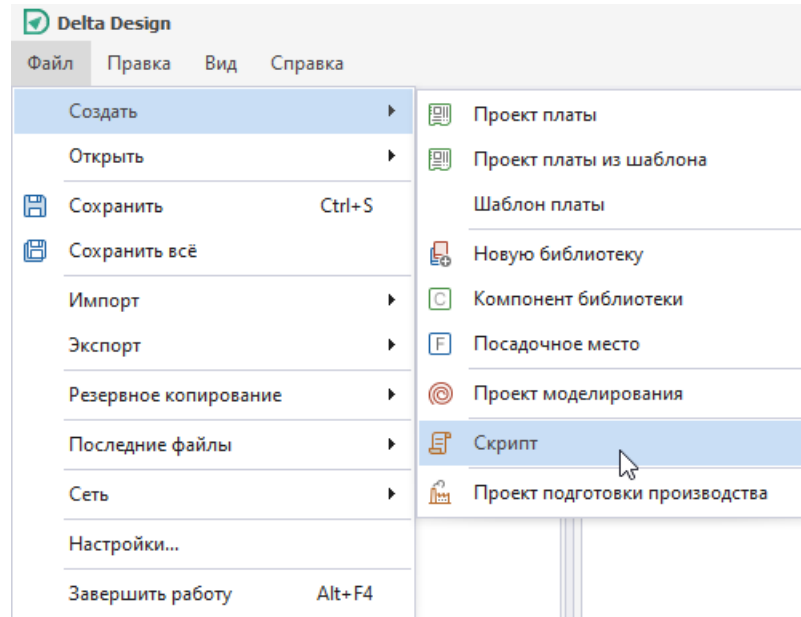 Delta Design
Файл Правка Вид Справка
Создать
Открыть
Сохранить Ctrl+S
Сохранить всё
Импорт
Экспорт
Резервное копирование
Последние файлы
Сеть
Настройки...
Завершить работу Alt+F4
Проект платы
Проект платы из шаблона
Шаблон платы
Новую библиотеку
C Компонент библиотеки
F Посадочное место
Проект моделирования
Скрипт
Проект подготовки производства